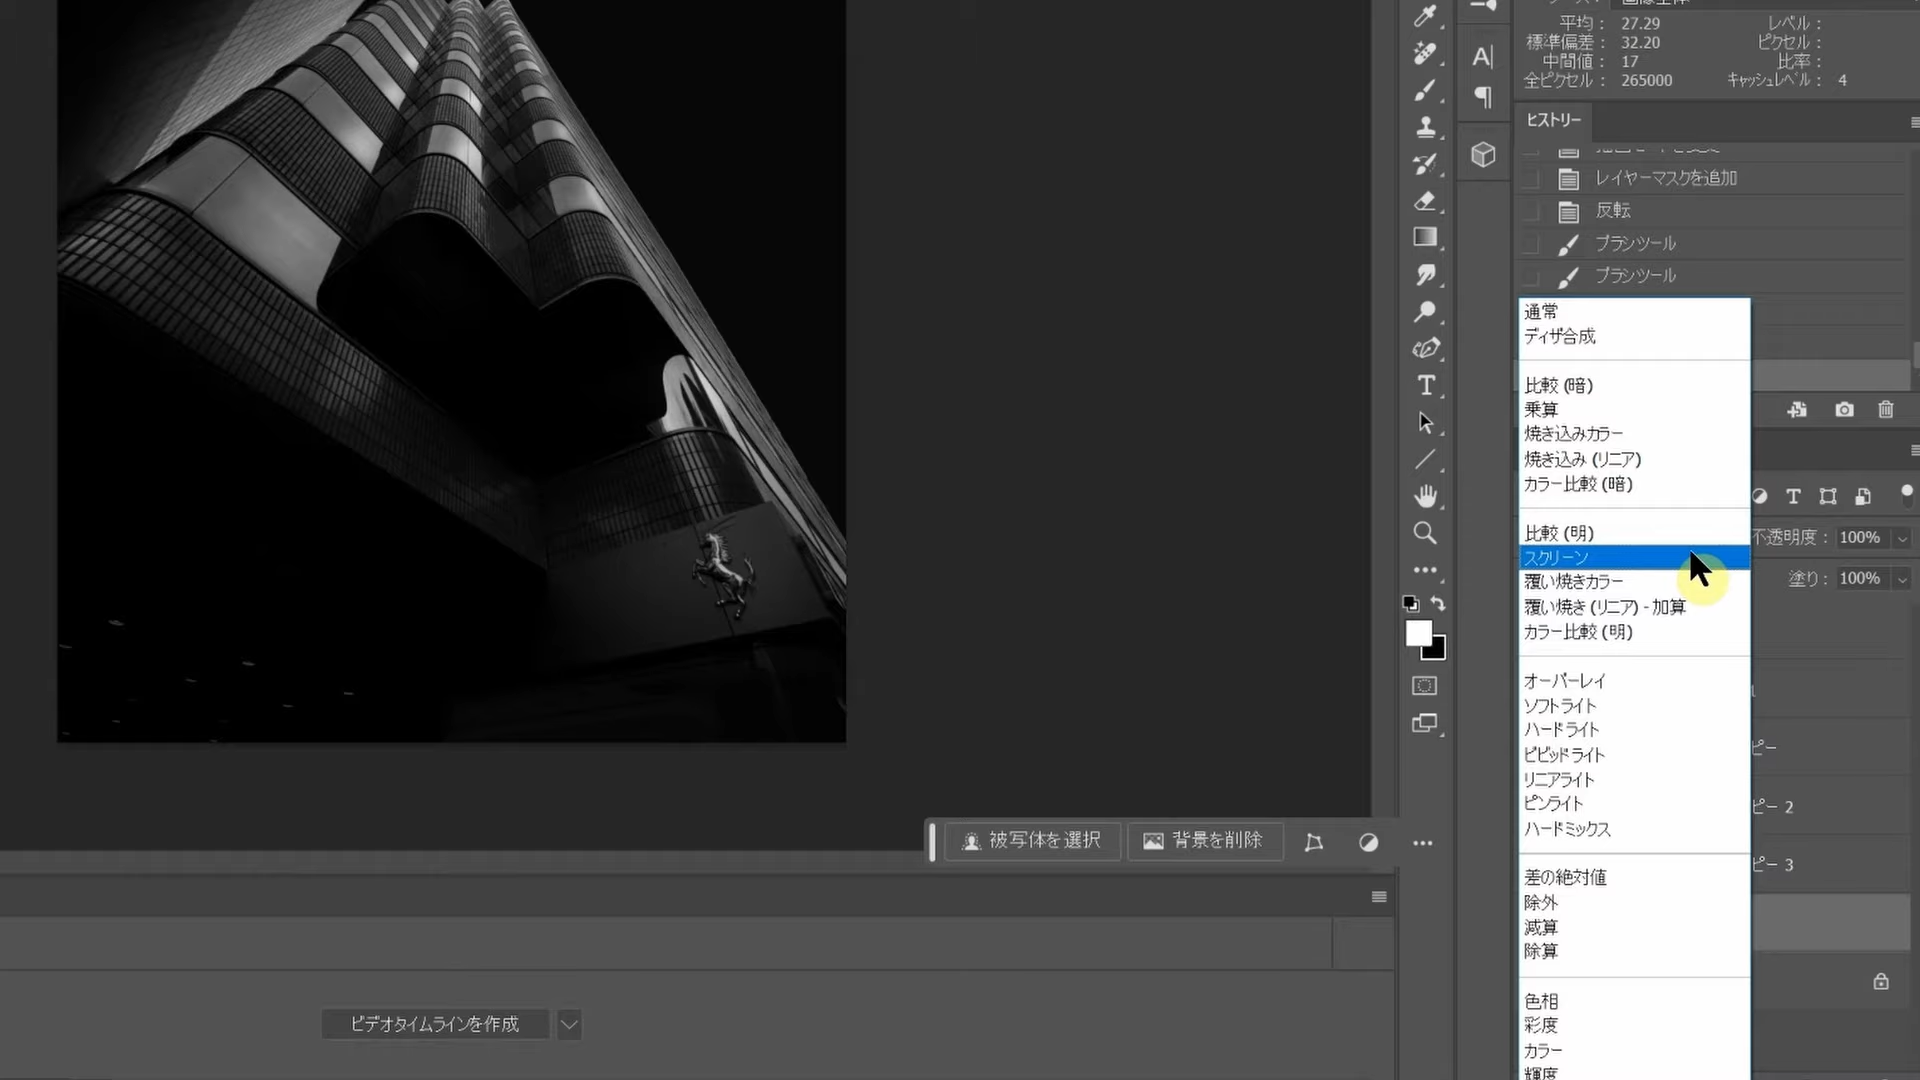 平均： 27.29
標準偏差： 32.20
中間値： 17
全ピクセル： 265000
レベル：
ピクセル：
比率：
キャッシュレベル： 4
ヒストリー
レイヤーマスクを追加
反転
ブラシツール
ブラシツール
通常
ディザ合成
比較 (暗)
乗算
焼き込みカラー
焼き込み (リニア)
カラー比較 (暗)
比較 (明)
スクリーン
覆い焼きカラー
覆い焼き (リニア) - 加算
カラー比較 (明)
オーバーレイ
ソフトライト
ハードライト
ビビッドライト
リニアライト
ピンライト
ハードミックス
差の絶対値
除外
減算
除算
色相
彩度
カラー
輝度
不透明度： 100%
塗り： 100%
ピー
ピー 2
ピー 3
被写体を選択
背景を削除
ビデオタイムラインを作成